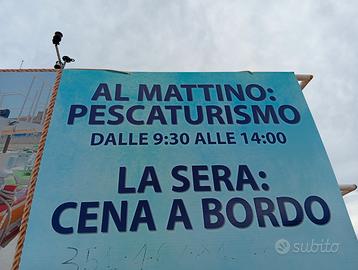 AL MATTINO:
PESCATURISMO
DALLE 9:30 ALLE 14:00
LA SERA:
CENA A BORDO
subito